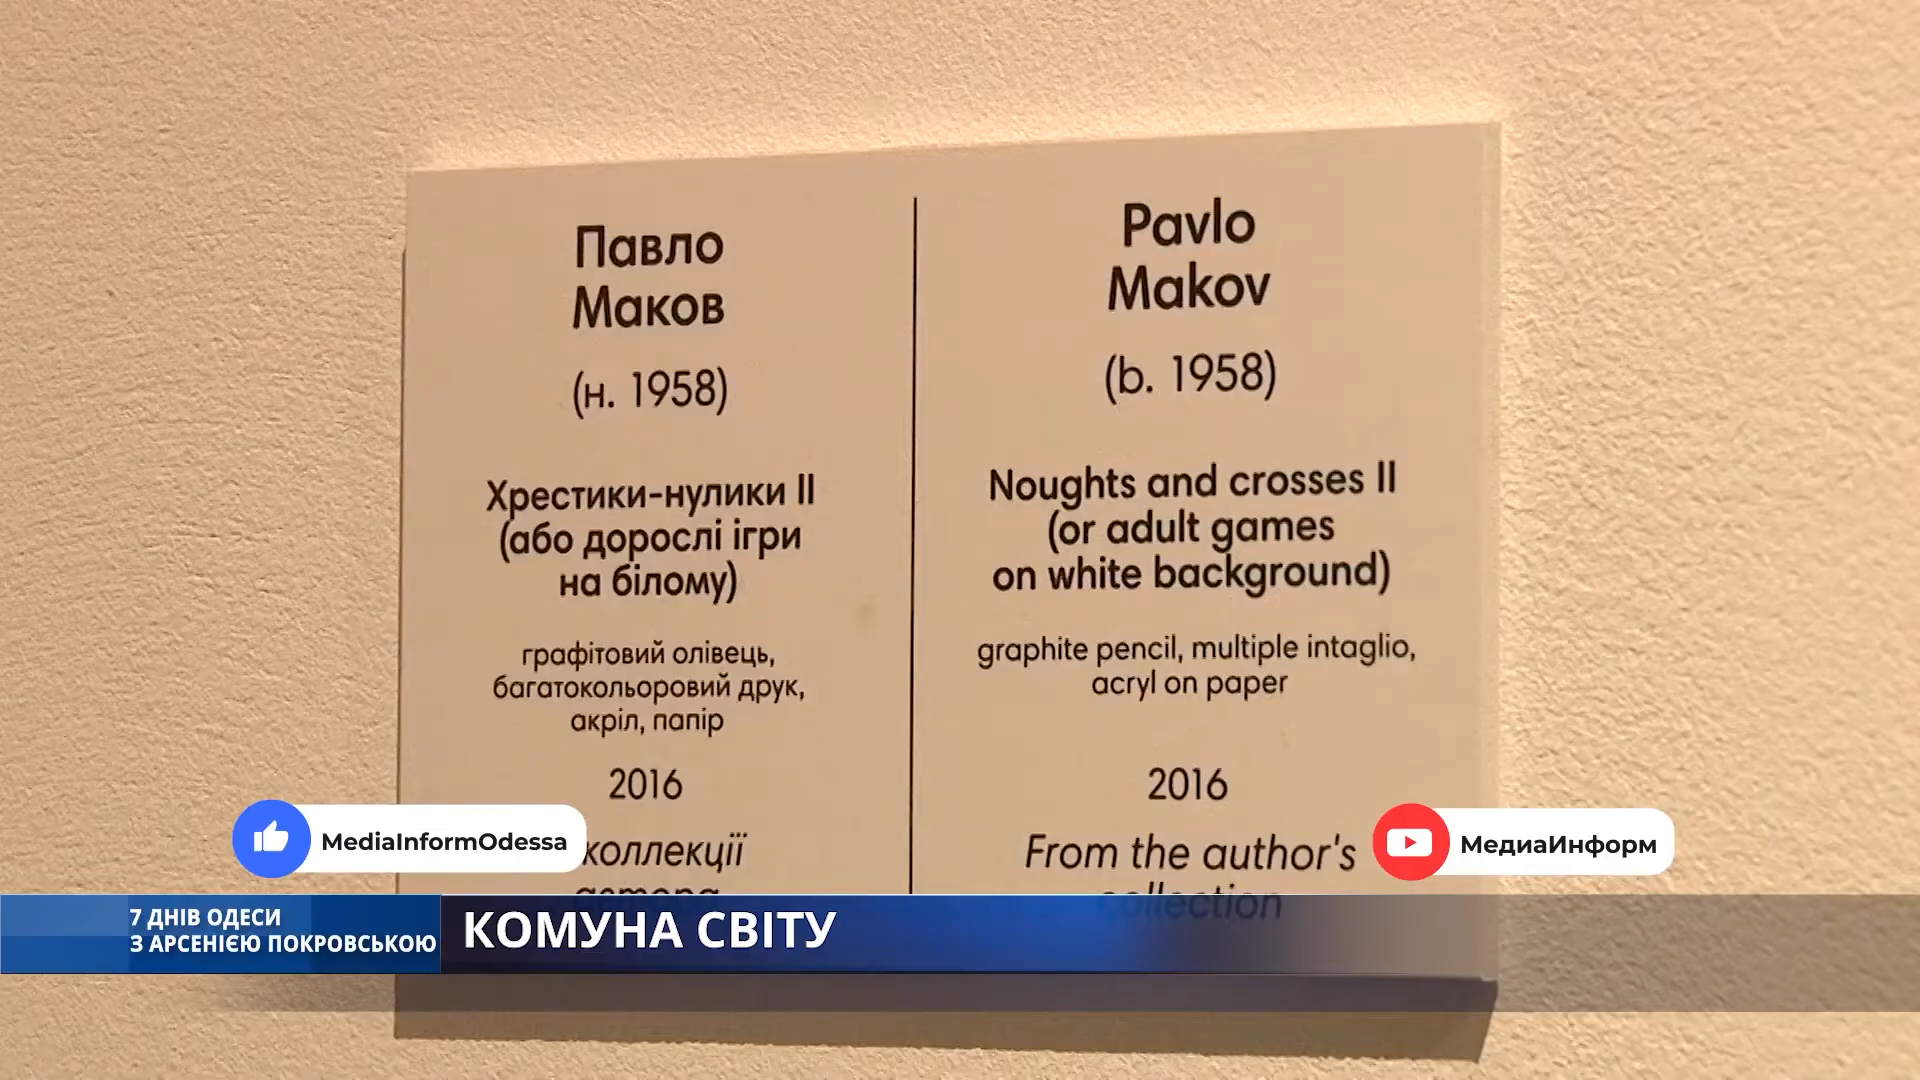 Павло
Маков
(н. 1958)
Хрестики-нулики II
(або дорослі ігри
на білому)
графітовий олівець,
багатокольоровий друк,
акріл, папір
2016
коллекції
автора
Pavlo
Makov
(b. 1958)
Noughts and crosses II
(or adult games
on white background)
graphite pencil, multiple intaglio,
acryl on paper
2016
From the author's
collection
MediaInformOdessa
МедиаИнформ
7 ДНІВ ОДЕСИ
З АРСЕНІЄЮ ПОКРОВСЬКОЮ
КОМУНА СВІТУ